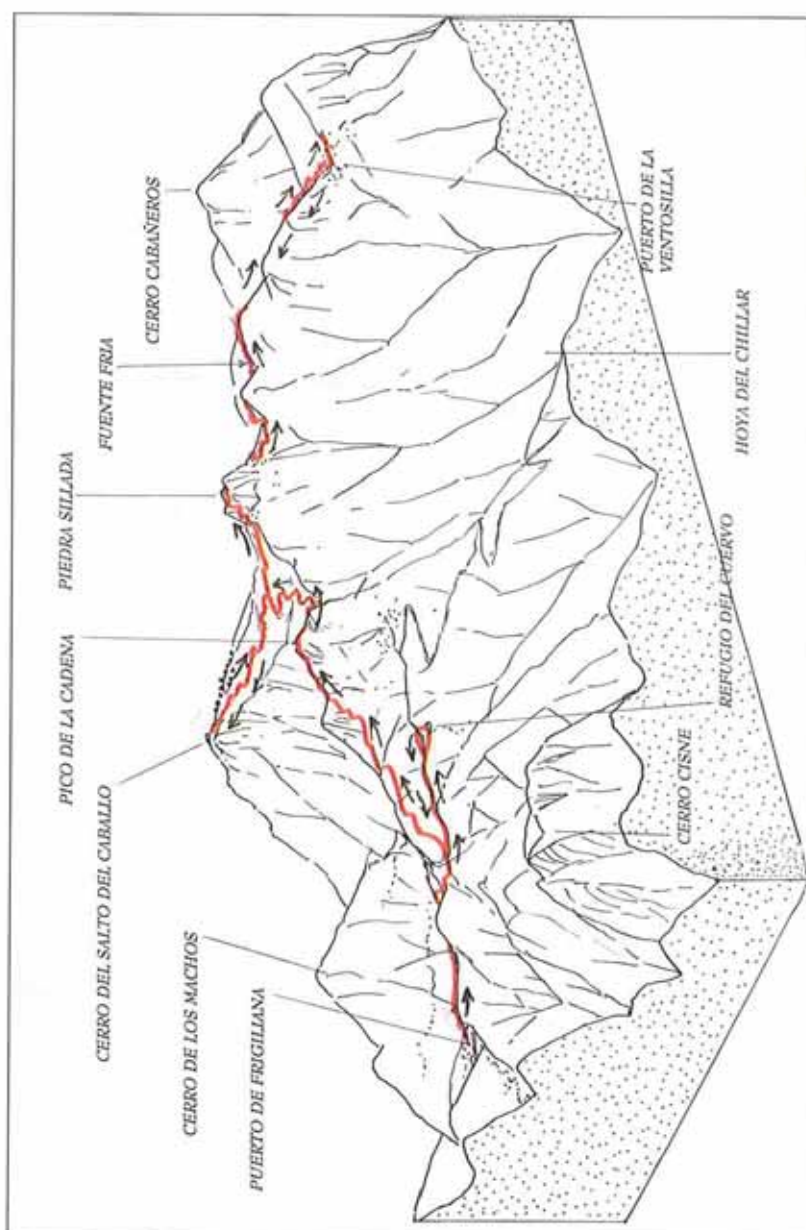 PUERTO DE FRIGILIANA
CERRO DE LOS MACHOS
CERRO DEL SALTO DEL CABALLO
PICO DE LA CADENA
PIEDRA SILLADA
FUENTE FRIA
CERRO CABAÑEROS
CERRO CISNE
REFUGIO DEL CUERVO
HOYA DEL CHILLAR
PUERTO DE LA
VENTOSILLA